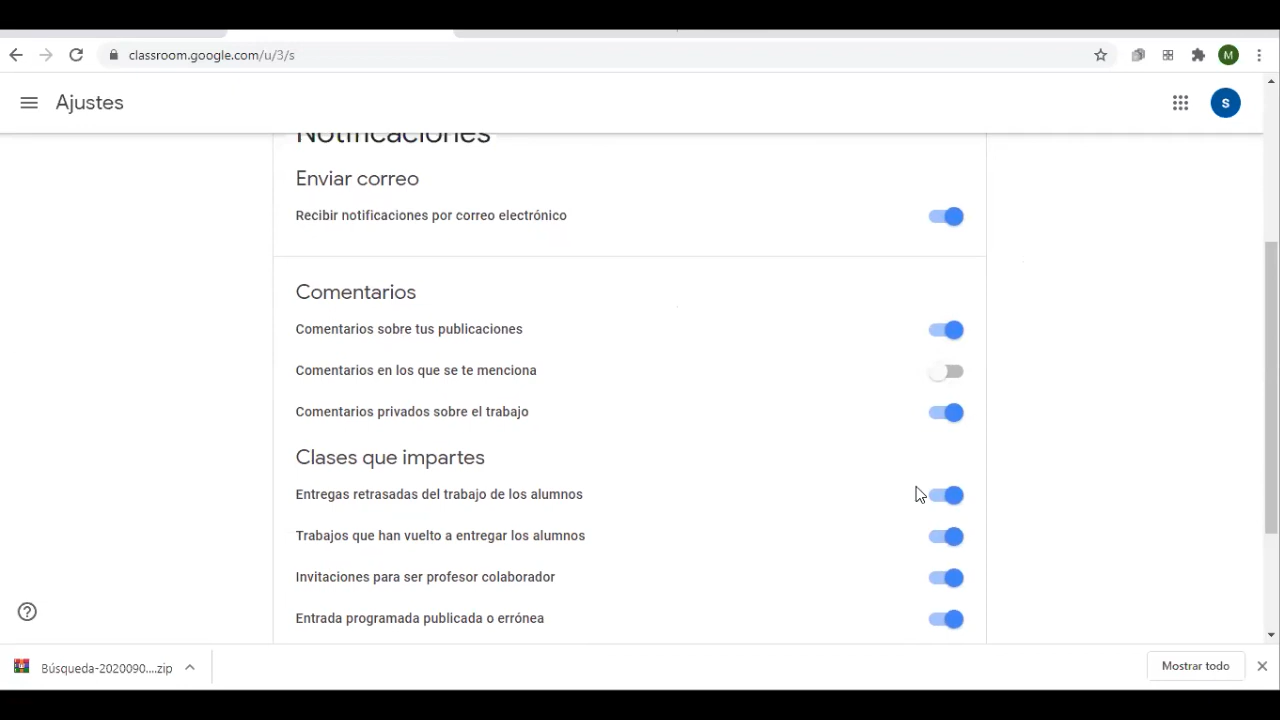 classroom.google.com/u/3/s
M
Ajustes
s
Notificaciones
Enviar correo
Recibir notificaciones por correo electrónico
Comentarios
Comentarios sobre tus publicaciones
Comentarios en los que se te menciona
Comentarios privados sobre el trabajo
Clases que impartes
Entregas retrasadas del trabajo de los alumnos
Trabajos que han vuelto a entregar los alumnos
Invitaciones para ser profesor colaborador
Entrada programada publicada o errónea
Búsqueda-2020090....zip
Mostrar todo